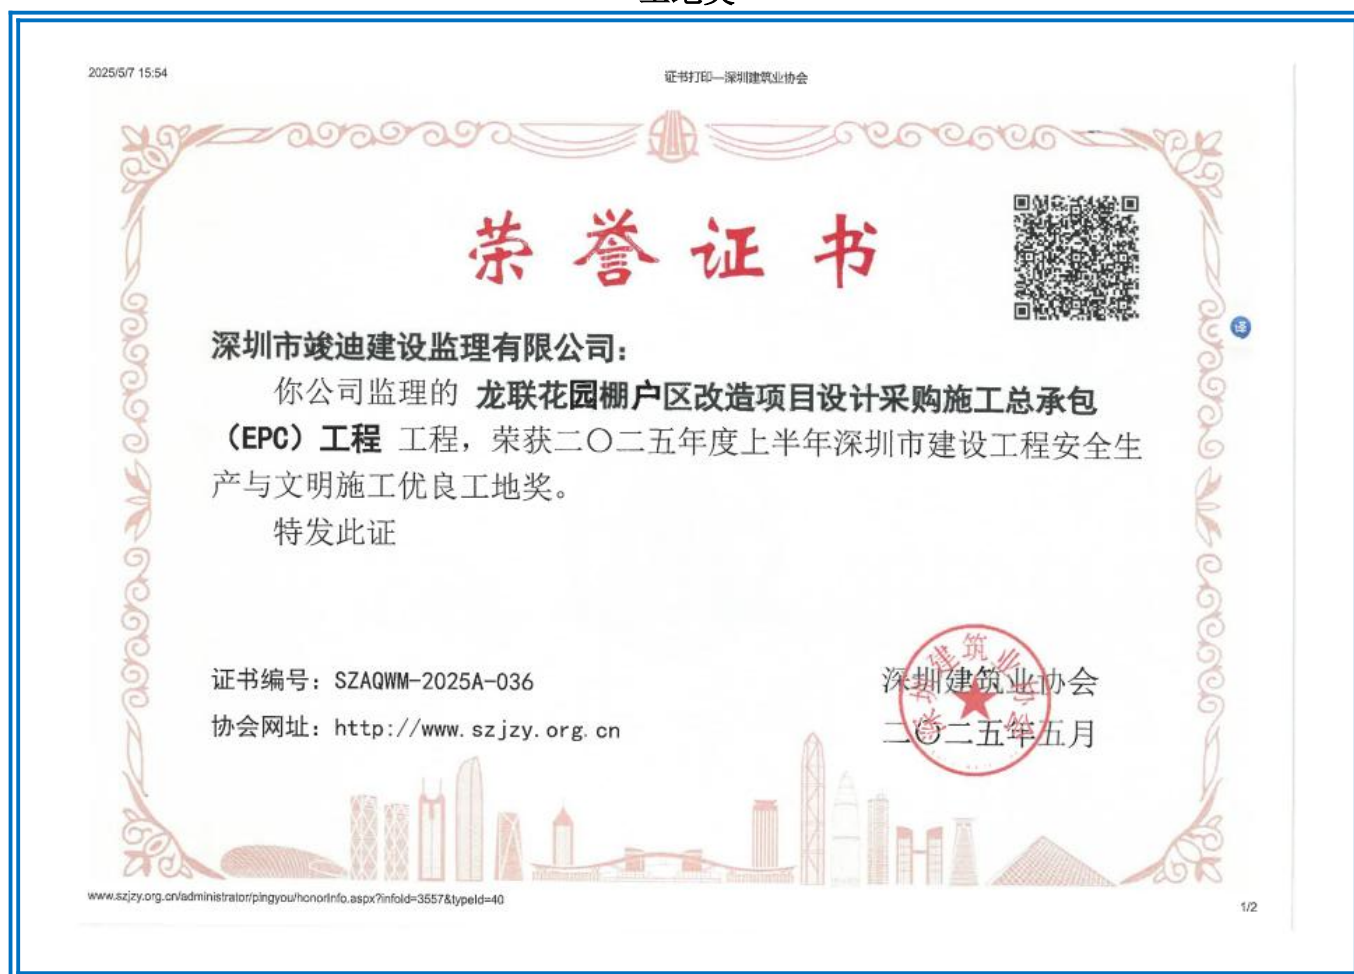 2025/5/7 15:54
证书打印—深圳建筑业协会
荣誉证书
深圳市竣迪建设监理有限公司：
你公司监理的 龙联花园棚户区改造项目设计采购施工总承包
（EPC）工程 工程，荣获二〇二五年度上半年深圳市建设工程安全生
产与文明施工优良工地奖。
特发此证
证书编号：SZAQWM-2025A-036
深圳建筑业协会
协会网址：http://www.szjzy.org.cn
二〇二五年五月
深圳建筑业协会
www.szjzy.org.cn/administrator/pingyou/honorInfo.aspx?infoId=3557&typeId=40
1/2